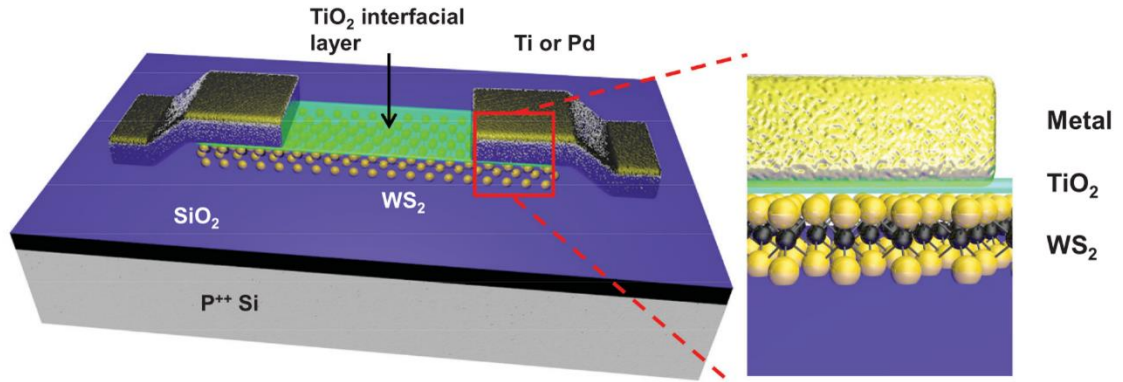 TiO₂ interfacial
layer
Ti or Pd
WS₂
SiO₂
P⁺⁺ Si
Metal
TiO₂
WS₂